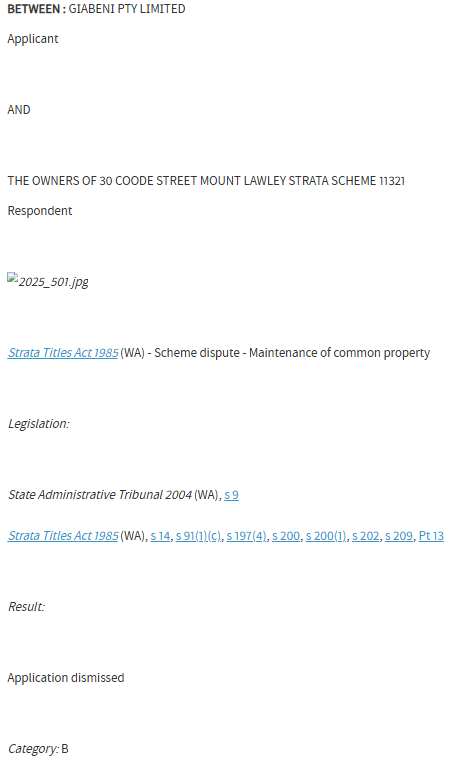 BETWEEN : GIABENI PTY LIMITED
Applicant
AND
THE OWNERS OF 30 COODE STREET MOUNT LAWLEY STRATA SCHEME 11321
Respondent
2025_501.jpg
Strata Titles Act 1985 (WA) - Scheme dispute - Maintenance of common property
Legislation:
State Administrative Tribunal 2004 (WA), s 9
Strata Titles Act 1985 (WA), s 14, s 91(1)(c), s 197(4), s 200, s 200(1), s 202, s 209, Pt 13
Result:
Application dismissed
Category: B